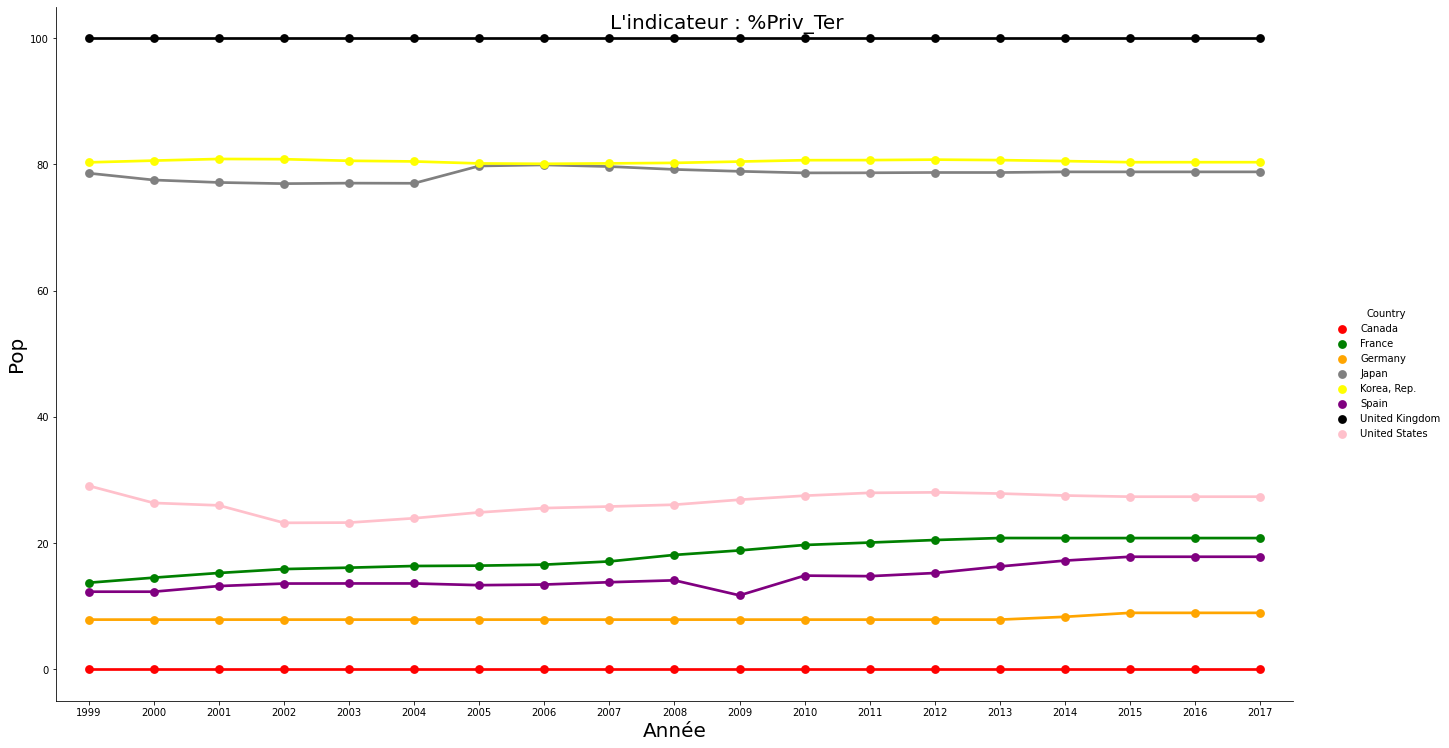 L'indicateur : %Priv_Ter
100
80
60
40
20
0
Pop
1999 2000 2001 2002 2003 2004 2005 2006 2007 2008 2009 2010 2011 2012 2013 2014 2015 2016 2017
Année
Country
Canada
France
Germany
Japan
Korea, Rep.
Spain
United Kingdom
United States